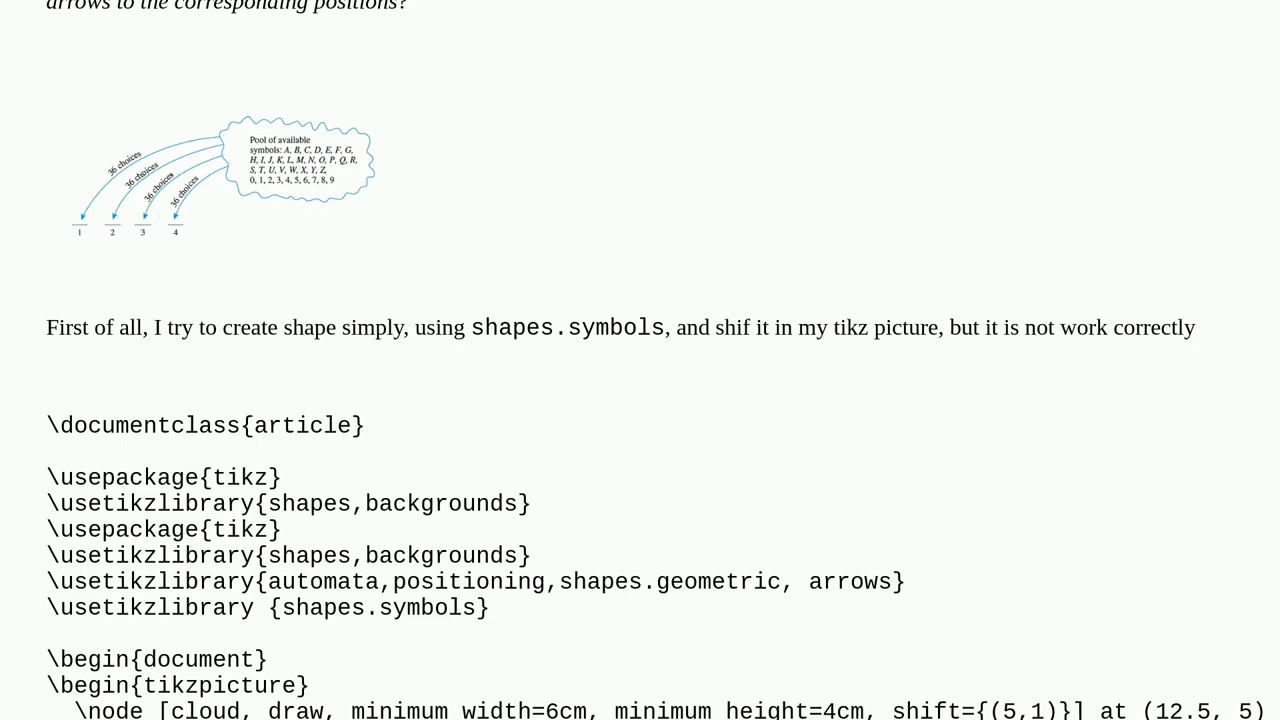 arrows to the corresponding positions?
Pool of available
symbols: A, B, C, D, E, F, G,
H, I, J, K, L, M, N, O, P, Q, R,
S, T, U, V, W, X, Y, Z,
0, 1, 2, 3, 4, 5, 6, 7, 8, 9
36 choices
36 choices
36 choices
36 choices
1 2 3 4
First of all, I try to create shape simply, using shapes.symbols, and shif it in my tikz picture, but it is not work correctly
\documentclass{article}
\usepackage{tikz}
\usetikzlibrary{shapes,backgrounds}
\usepackage{tikz}
\usetikzlibrary{shapes,backgrounds}
\usetikzlibrary{automata,positioning,shapes.geometric, arrows}
\usetikzlibrary {shapes.symbols}
\begin{document}
\begin{tikzpicture}
\node [cloud, draw, minimum width=6cm, minimum height=4cm, shift={(5,1)}] at (12.5, 5)